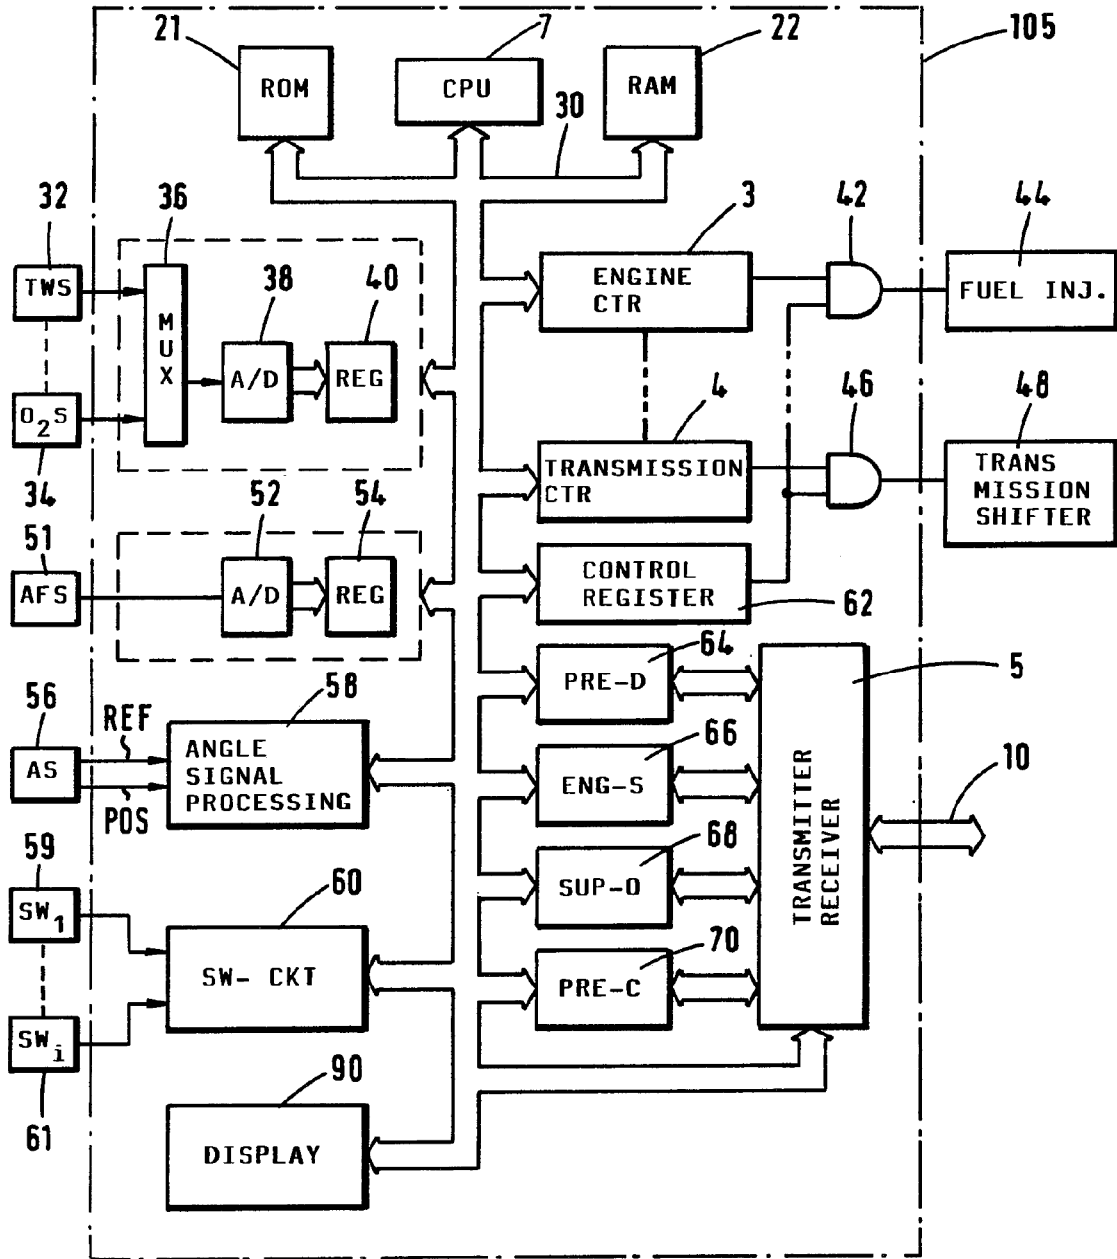 21
7
22
105
ROM
CPU
RAM
30
32
36
3
42
44
TWS
MUX
38
40
ENGINE
CTR
FUEL INJ.
A/D
REG
O2S
34
4
46
48
TRANSMISSION
CTR
TRANS
MISSION
SHIFTER
51
52
54
AFS
A/D
REG
CONTROL
REGISTER
62
64
56
REF
58
PRE-D
5
AS
POS
ANGLE
SIGNAL
PROCESSING
66
ENG-S
TRANSMITTER
RECEIVER
10
59
60
68
SW1
SUP-O
SW- CKT
70
PRE-C
SWi
61
90
DISPLAY